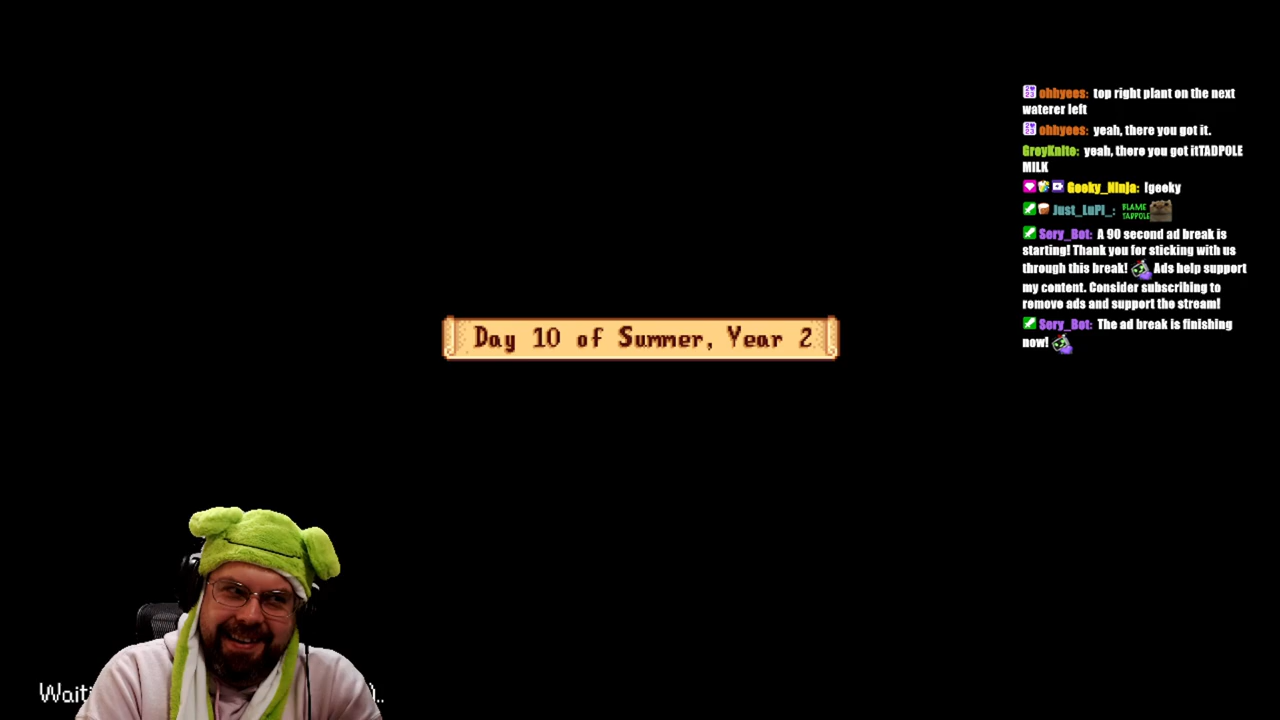 ohhyees: top right plant on the next
waterer left
ohhyees: yeah, there you got it.
GreyKnite: yeah, there you got itTADPOLE
MILK
Geeky_Ninja: !geeky
Just_LuPi_: BLAME
TADPOLE
Sery_Bot: A 90 second ad break is
starting! Thank you for sticking with us
through this break! Ads help support
my content. Consider subscribing to
remove ads and support the stream!
Sery_Bot: The ad break is finishing
now!
Day 10 of Summer, Year 2